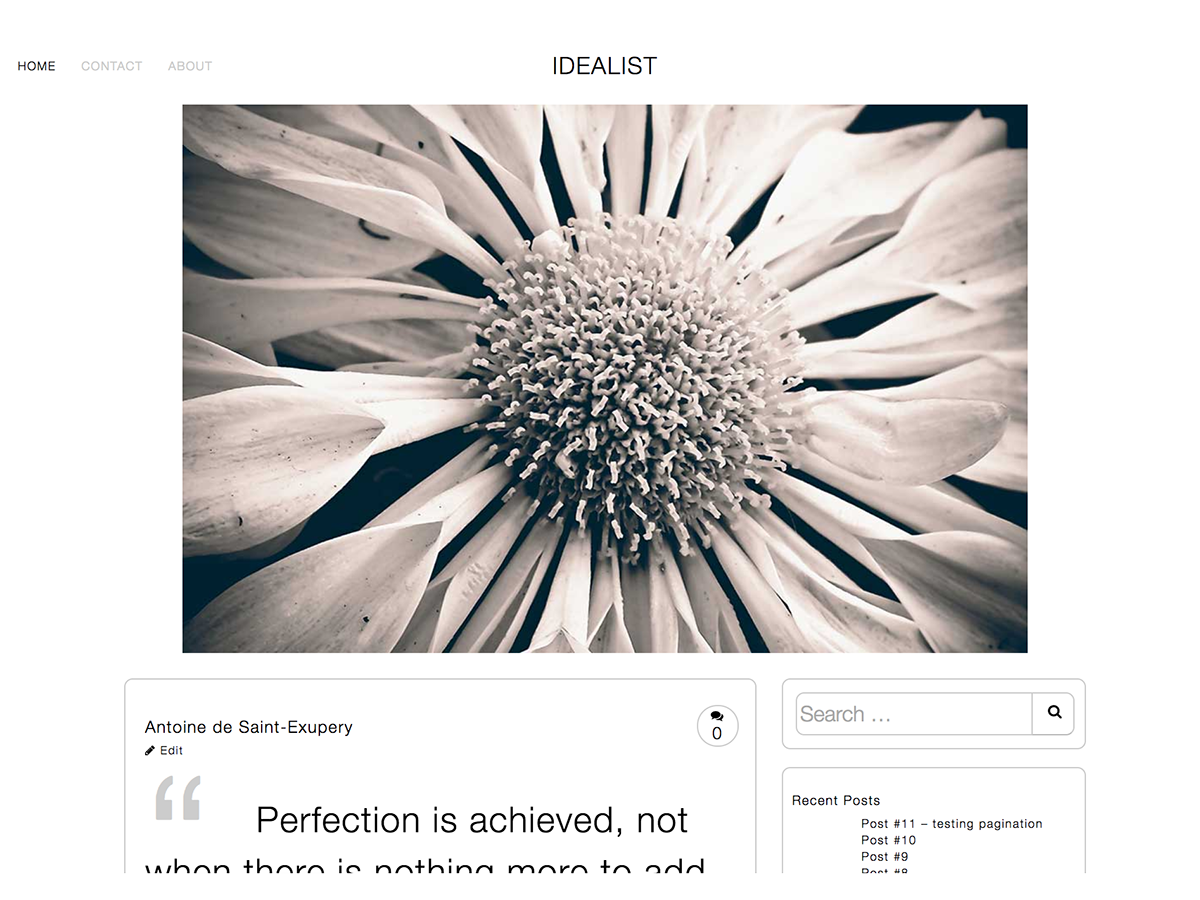 HOME CONTACT ABOUT
IDEALIST
Antoine de Saint-Exupery
0
Edit
“
Perfection is achieved, not
when there is nothing more to add
Search …
Recent Posts
Post #11 – testing pagination
Post #10
Post #9
Post #8